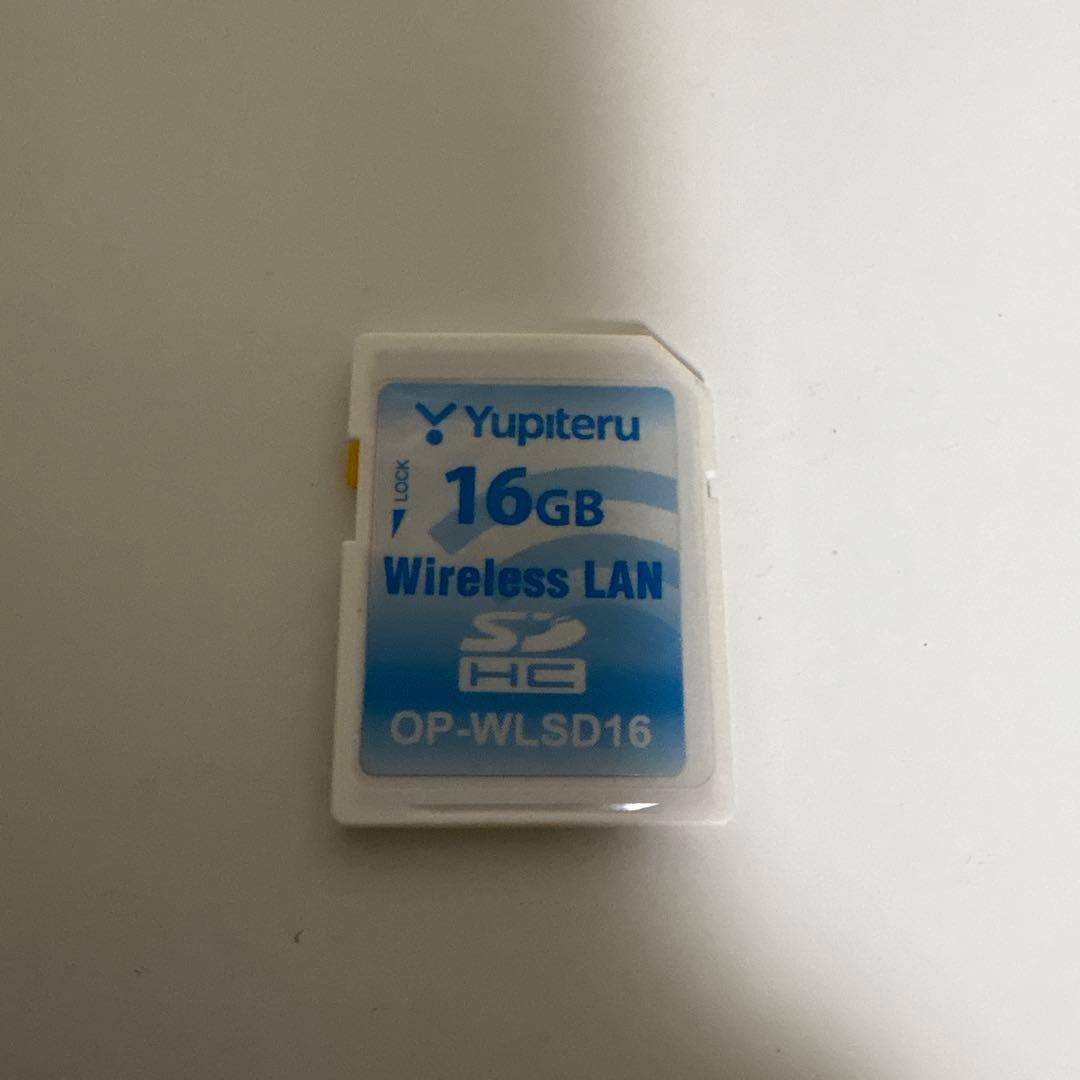 Yupiteru
LOCK
16GB
Wireless LAN
SD
HC
OP-WLSD16